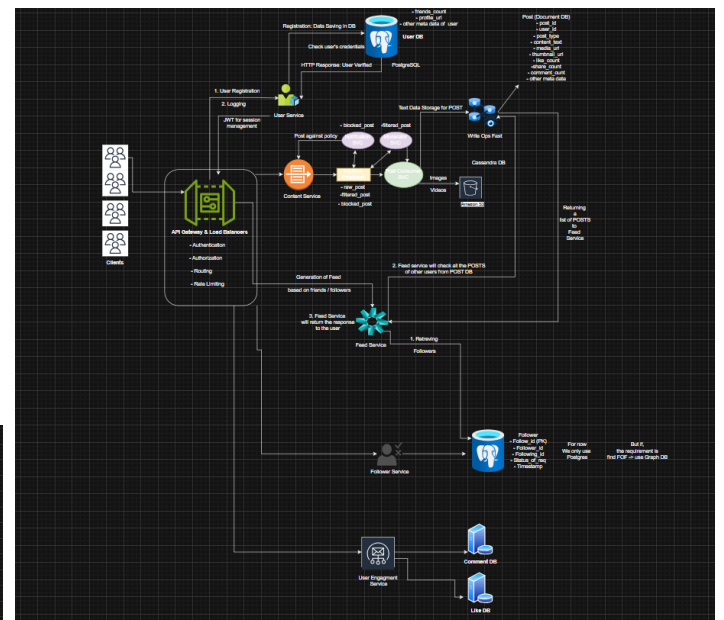 - friends_count
- profile_url
- other meta data of user
User DB
PostgreSQL
Registration: Data Saving in DB
Check user's credentials
HTTP Response: User Verified
1. User Registration
2. Logging
User Service
JWT for session
management
Post (Document DB)
- post_id
- user_id
- post_type
- content_text
- media_url
- thumbnail_url
- like_count
-share_count
- comment_ount
- other meta data
Text Data Storage for POST
Write Ops Fast
Cassandra DB
- blocked_post
-filtered_post
Post against policy
Content Service
- raw_post
-filtered_post
- blocked_post
Images
Videos
Amazon S3
Clients
API Gateway & Load Balancers
- Authentication
- Authorization
- Routing
- Rate Limiting
Returning
a
list of POSTS
to
Feed
Service
2. Feed service will check all the POSTS
of other users from POST DB
Generation of Feed
based on friends / followers
3. Feed Service
will return the response
to the user
Feed Service
1. Retreving
Followers
Follower
- Follow_id (PK)
- Follower_id
- Following_id
- Status_of_req
- Timestamp
For now
We only use
Postgres
But if,
the requirement is
find FOF -> use Graph DB
Follower Service
User Engagment
Service
Comment DB
Like DB